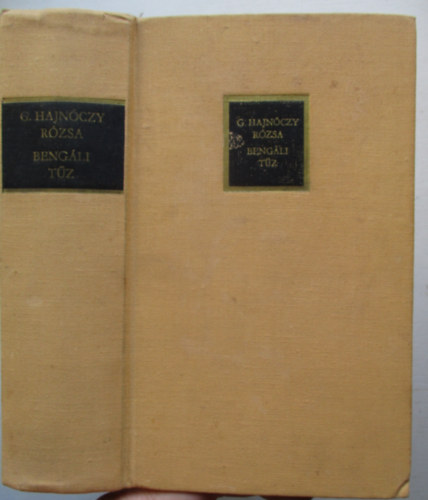 G. HAJNÓCZY
RÓZSA
BENGÁLI
TŰZ
G. HAJNÓCZY
RÓZSA
BENGÁLI
TŰZ